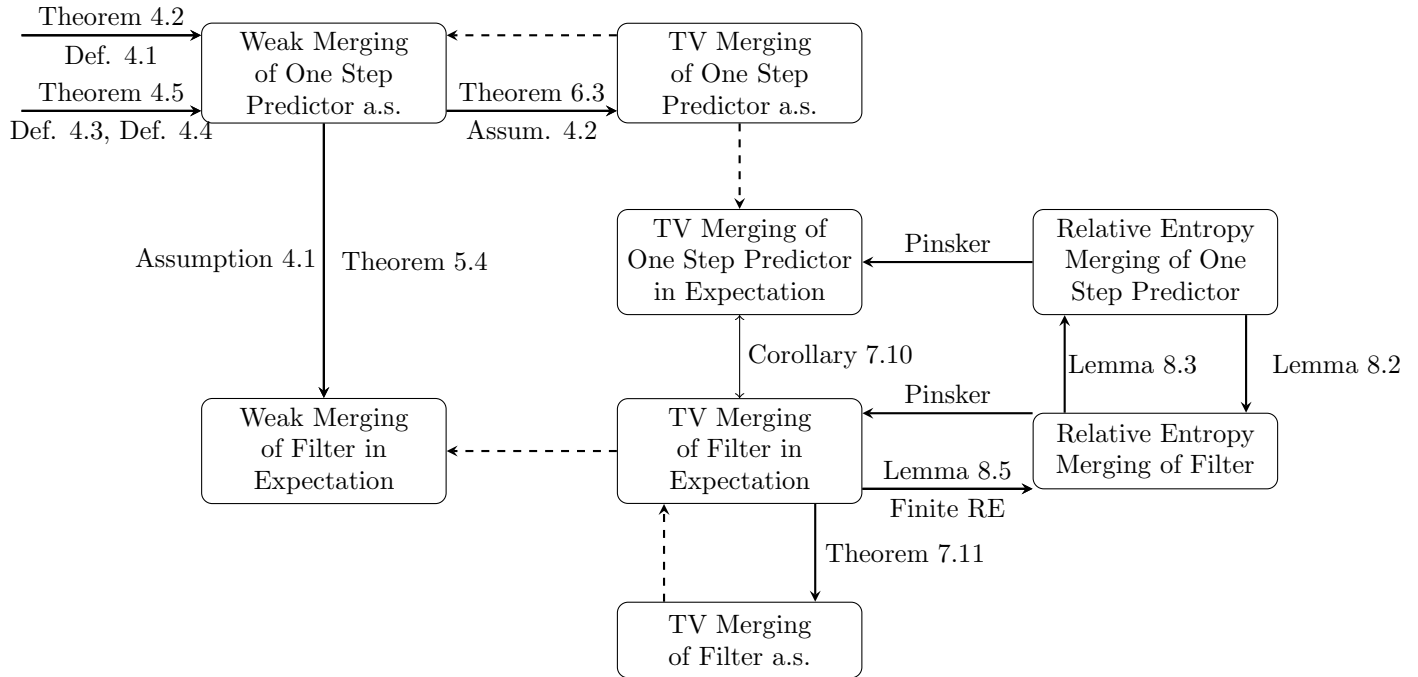 Theorem 4.2
Def. 4.1
Theorem 4.5
Def. 4.3, Def. 4.4
Weak Merging
of One Step
Predictor a.s.
Theorem 6.3
Assum. 4.2
TV Merging
of One Step
Predictor a.s.
Assumption 4.1
Theorem 5.4
TV Merging of
One Step Predictor
in Expectation
Pinsker
Relative Entropy
Merging of One
Step Predictor
Corollary 7.10
Lemma 8.3
Lemma 8.2
Weak Merging
of Filter in
Expectation
TV Merging
of Filter in
Expectation
Pinsker
Lemma 8.5
Finite RE
Relative Entropy
Merging of Filter
Theorem 7.11
TV Merging
of Filter a.s.